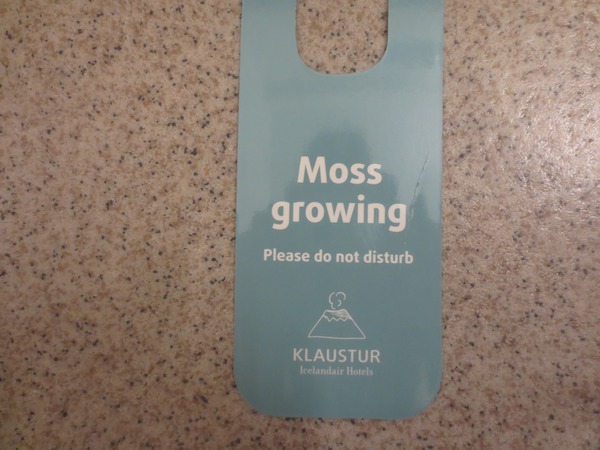 Moss
growing
Please do not disturb
KLAUSTUR
Icelandair Hotels